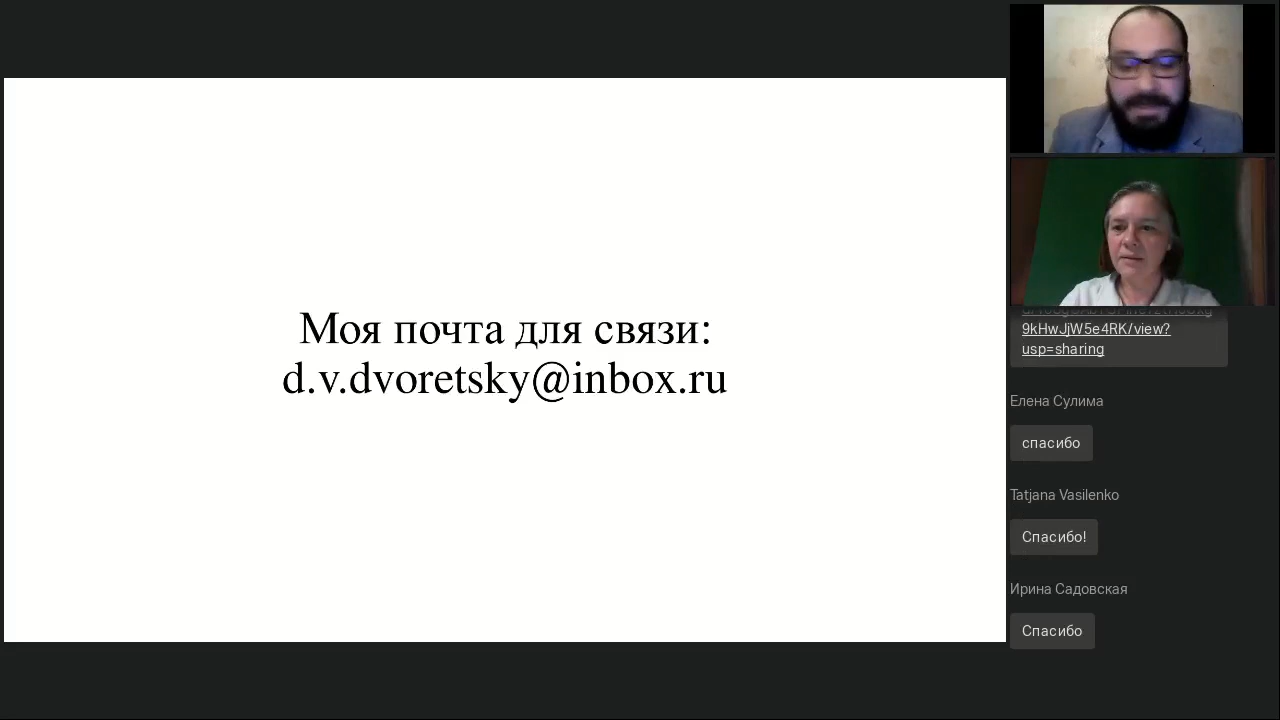 Моя почта для связи:
d.v.dvoretsky@inbox.ru
9kHwJjW5e4RK/view?
usp=sharing
Елена Сулима
спасибо
Tatjana Vasilenko
Спасибо!
Ирина Садовская
Спасибо